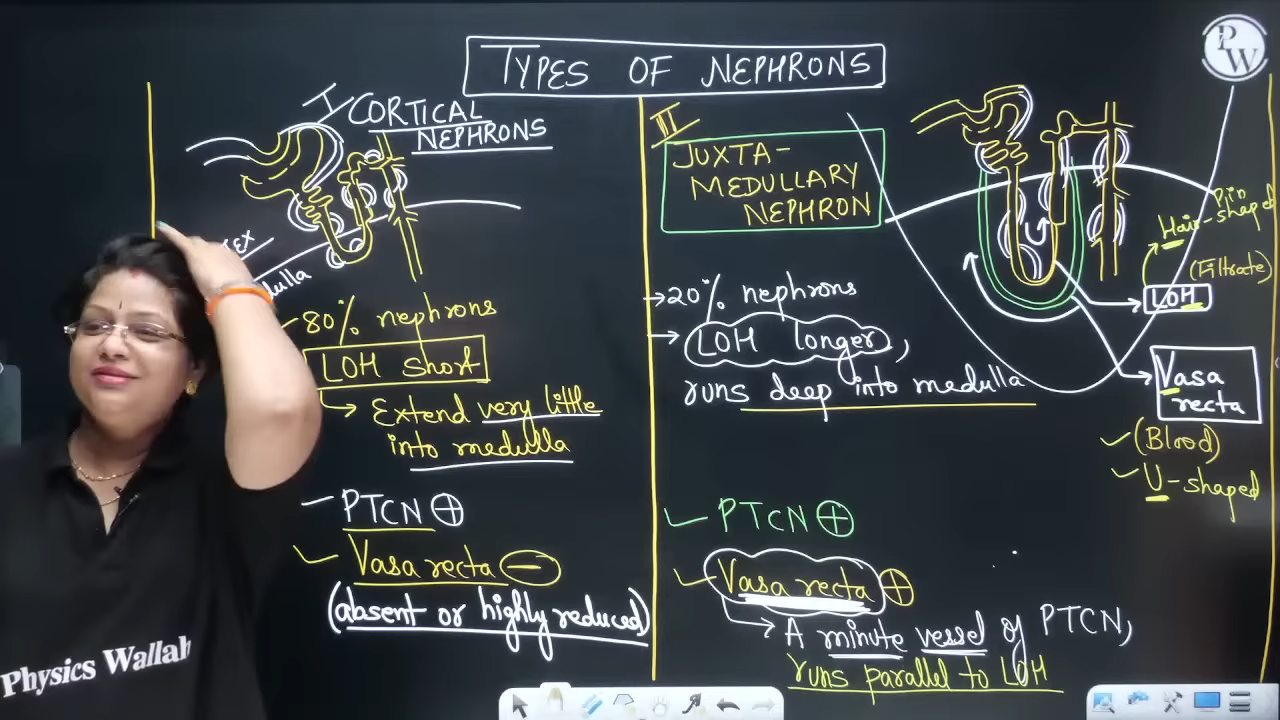 TYPES OF NEPHRONS
PW
I CORTICAL
NEPHRONS
medulla
80% nephrons
LOH short
Extend very little
into medulla
PTCN ⊕
Vasa recta ⊖
(absent or highly reduced)
II
JUXTA-
MEDULLARY
NEPHRON
20% nephrons
LOH longer,
runs deep into medulla
PTCN ⊕
Vasa recta ⊕
A minute vessel of PTCN,
runs parallel to LOH
Pin
Hair-shaped
(Filtrate)
LOH
Vasa
recta
(Blood)
U-shaped
Physics Wallah